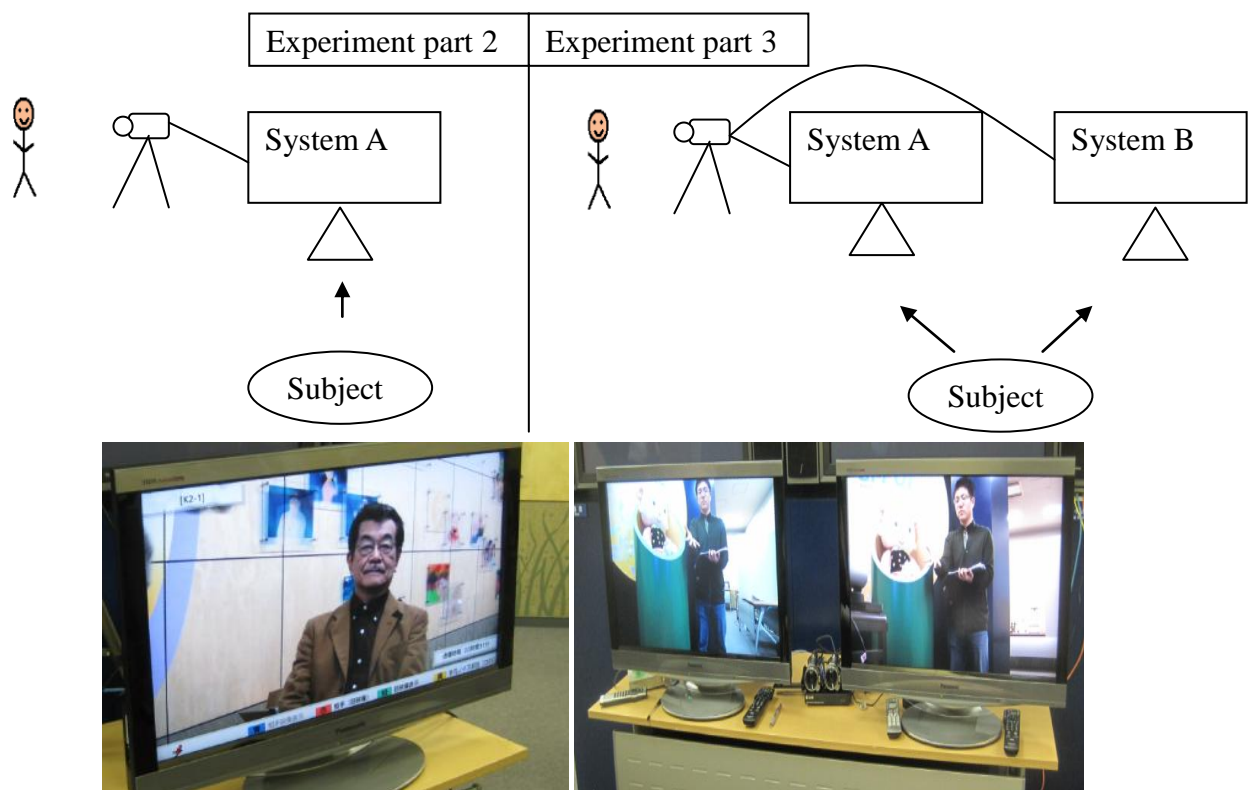 Experiment part 2
Experiment part 3
System A
System A
System B
Subject
Subject
[K2-1]